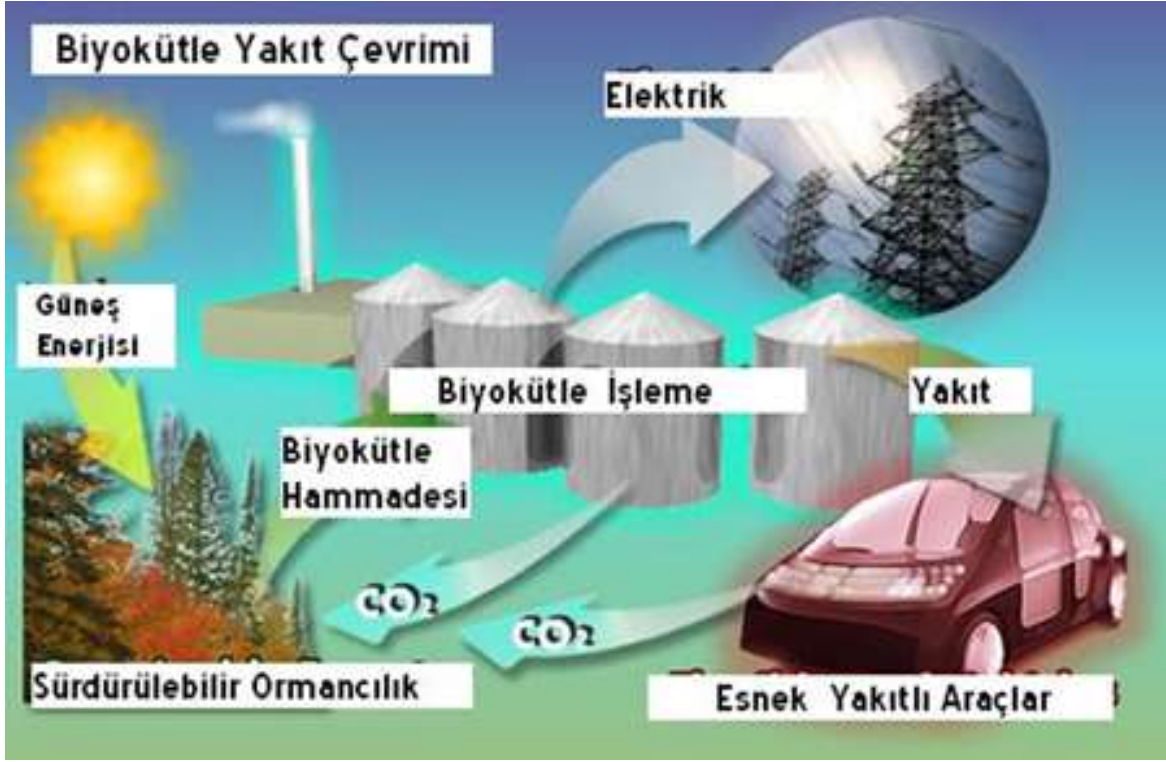 Biyokütle Yakıt Çevrimi
Elektrik
Güneş
Enerjisi
Biyokütle İşleme
Yakıt
Biyokütle
Hammadesi
CO2
CO2
Sürdürülebilir Ormancılık
Esnek Yakıtlı Araçlar